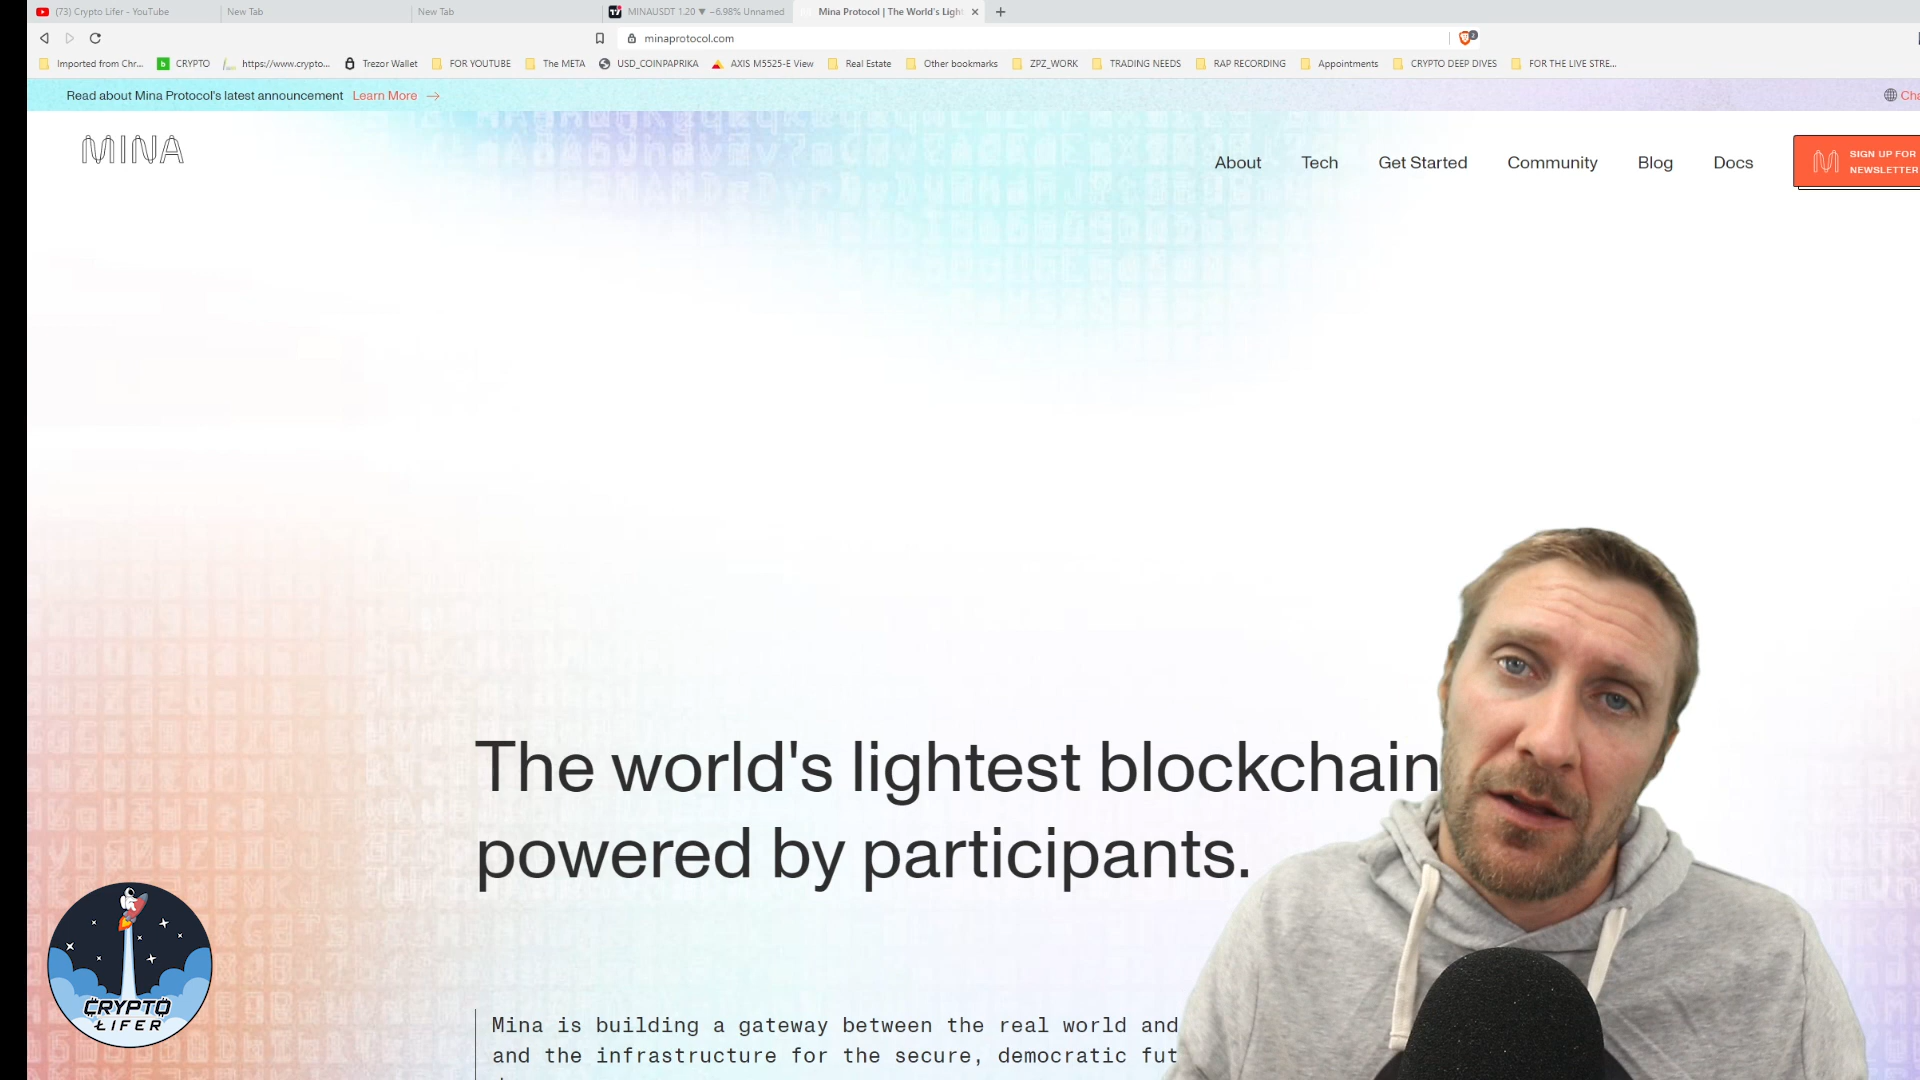 (73) Crypto Lifer - YouTube
New Tab
New Tab
MINAUSDT 1.20 ▼ −6.98% Unnamed
Mina Protocol | The World's Ligh
minaprotocol.com
2
Imported from Chr...
CRYPTO
https://www.crypto...
Trezor Wallet
FOR YOUTUBE
The META
USD_COINPAPRIKA
AXIS M5525-E View
Real Estate
Other bookmarks
ZPZ_WORK
TRADING NEEDS
RAP RECORDING
Appointments
CRYPTO DEEP DIVES
FOR THE LIVE STRE...
Read about Mina Protocol's latest announcement Learn More →
Cha
MINA
About
Tech
Get Started
Community
Blog
Docs
SIGN UP FOR
NEWSLETTER
The world's lightest blockchain
powered by participants.
Mina is building a gateway between the real world and
and the infrastructure for the secure, democratic fut
CRYPTO
LIFER